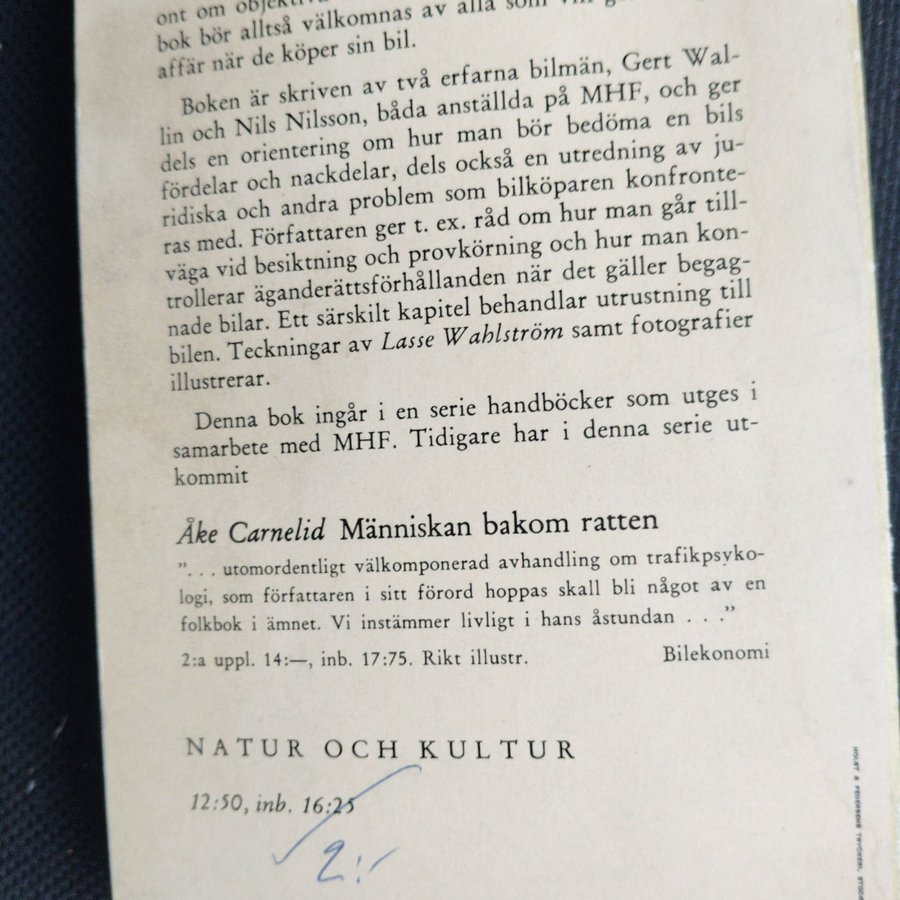 ont om
bok bör alltså välkomnas av alla som
affär när de köper sin bil.
Boken är skriven av två erfarna bilmän, Gert Wal-
lin och Nils Nilsson, båda anställda på MHF, och ger
dels en orientering om hur man bör bedöma en bils
fördelar och nackdelar, dels också en utredning av ju-
ridiska och andra problem som bilköparen konfronte-
ras med. Författaren ger t. ex. råd om hur man går till-
väga vid besiktning och provkörning och hur man kon-
trollerar äganderättsförhållanden när det gäller begag-
nade bilar. Ett särskilt kapitel behandlar utrustning till
bilen. Teckningar av Lasse Wahlström samt fotografier
illustrerar.
Denna bok ingår i en serie handböcker som utges i
samarbete med MHF. Tidigare har i denna serie ut-
kommit
Åke Carnelid Människan bakom ratten
”. . . utomordentligt välkomponerad avhandling om trafikpsyko-
logi, som författaren i sitt förord hoppas skall bli något av en
folkbok i ämnet. Vi instämmer livligt i hans åstundan . . .”
2:a uppl. 14:—, inb. 17:75. Rikt illustr. Bilekonomi
NATUR OCH KULTUR
12:50, inb. 16:25
2:-